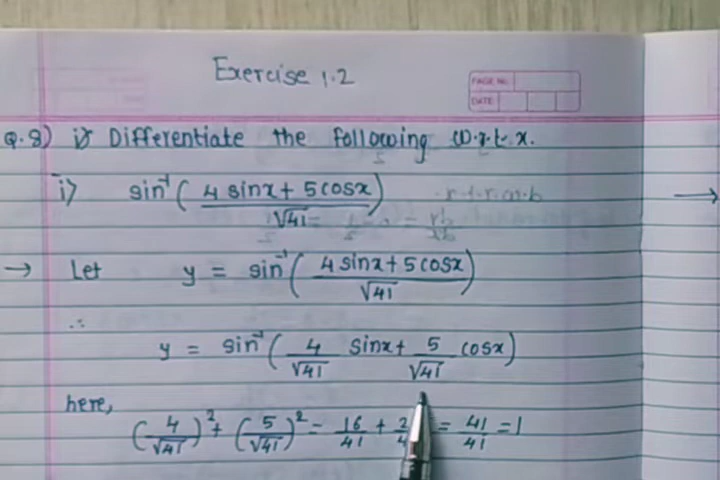 Exercise 1.2
PAGE No.
DATE
Q.8) i) Differentiate the following w.r.t x.
i) sin⁻¹ ( (4 sinx + 5 cosx) / √41 )
→ Let y = sin⁻¹ ( (4 sinx + 5 cosx) / √41 )
∴
y = sin⁻¹ ( 4/√41 sinx + 5/√41 cosx )
here,
(4/√41)² + (5/√41)² = 16/41 + = 41/41 = 1